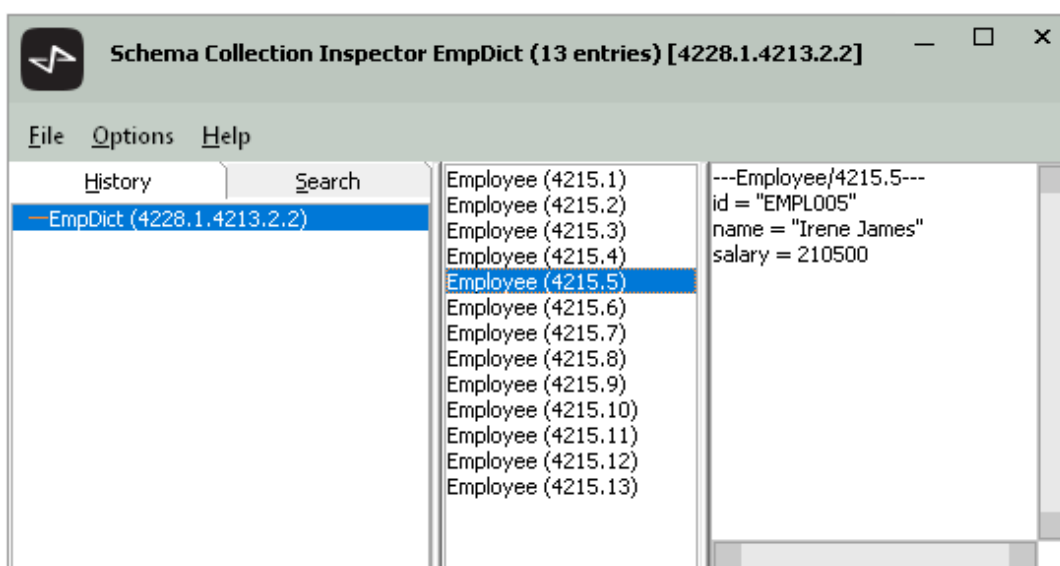 Schema Collection Inspector EmpDict (13 entries) [4228.1.4213.2.2]
File Options Help
History Search
EmpDict (4228.1.4213.2.2)
Employee (4215.1)
Employee (4215.2)
Employee (4215.3)
Employee (4215.4)
Employee (4215.5)
Employee (4215.6)
Employee (4215.7)
Employee (4215.8)
Employee (4215.9)
Employee (4215.10)
Employee (4215.11)
Employee (4215.12)
Employee (4215.13)
---Employee/4215.5---
id = "EMPL005"
name = "Irene James"
salary = 210500